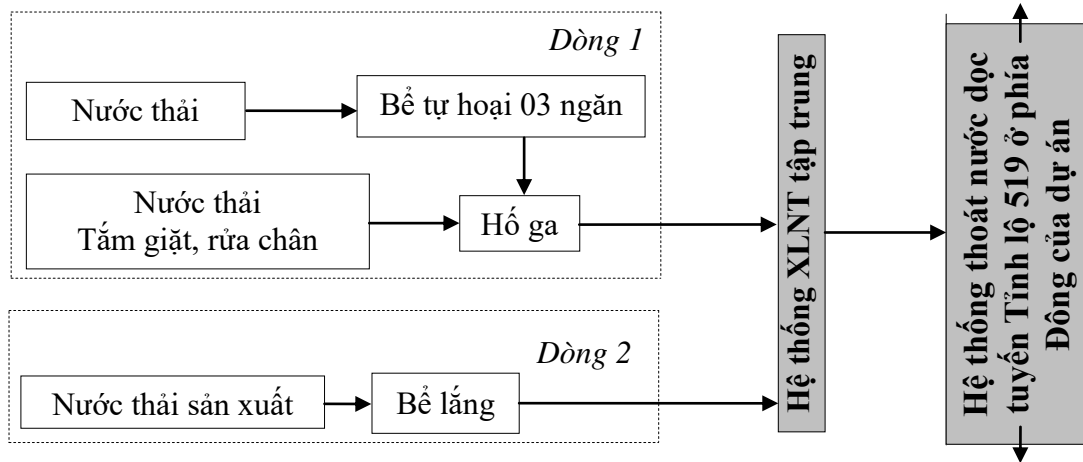 Dòng 1
Nước thải
Bể tự hoại 03 ngăn
Nước thải
Tắm giặt, rửa chân
Hố ga
Dòng 2
Nước thải sản xuất
Bể lắng
Hệ thống XLNT tập trung
Hệ thống thoát nước dọc
tuyến Tỉnh lộ 519 ở phía
Đông của dự án